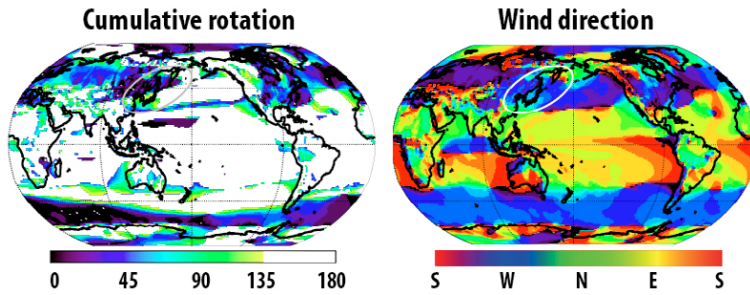 Cumulative rotation
Wind direction
0 45 90 135 180
S W N E S